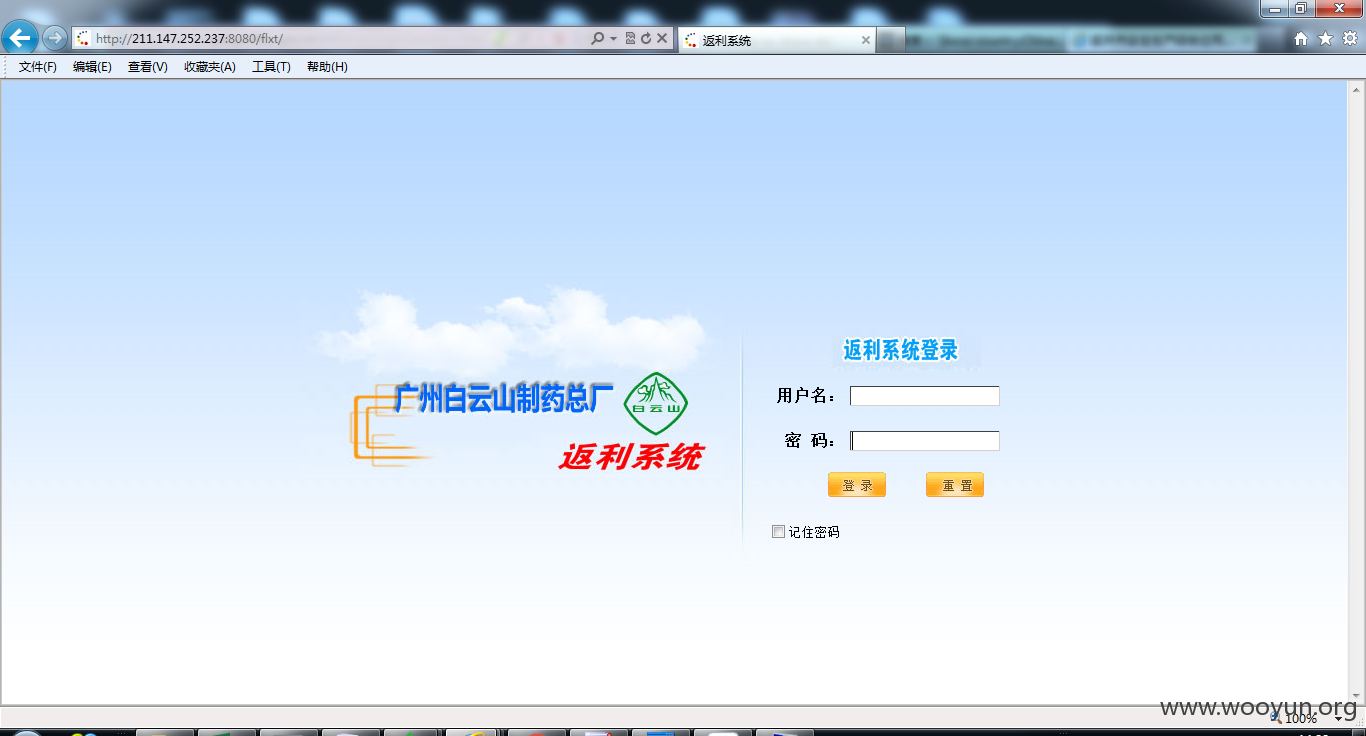 http://211.147.252.237:8080/flxt/
返利系统
文件(F) 编辑(E) 查看(V) 收藏夹(A) 工具(T) 帮助(H)
返利系统登录
广州白云山制药总厂
白云山
返利系统
用户名：
密 码：
登 录 重 置
记住密码
www.wooyun.org
100%